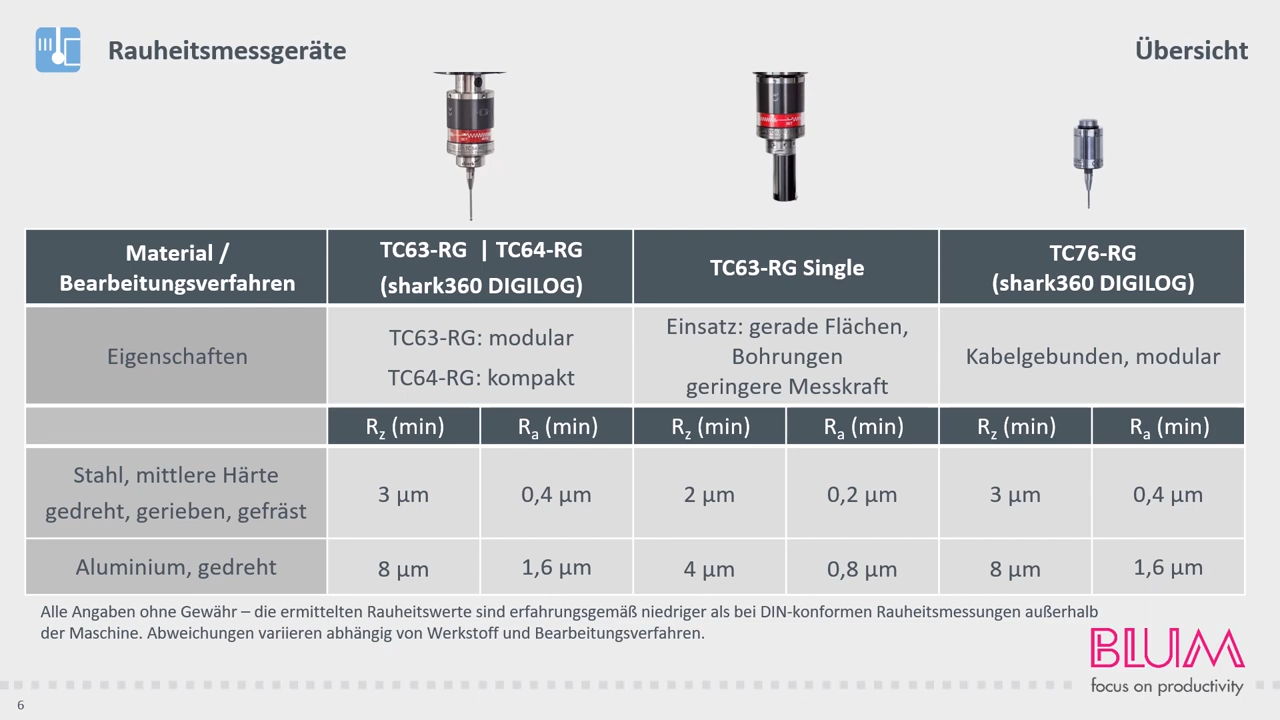 Rauheitsmessgeräte
Übersicht
Material /
Bearbeitungsverfahren
TC63-RG | TC64-RG
(shark360 DIGILOG)
TC63-RG Single
TC76-RG
(shark360 DIGILOG)
Eigenschaften
TC63-RG: modular
TC64-RG: kompakt
Einsatz: gerade Flächen,
Bohrungen
geringere Messkraft
Kabelgebunden, modular
Rz (min)
Ra (min)
Rz (min)
Ra (min)
Rz (min)
Ra (min)
Stahl, mittlere Härte
gedreht, gerieben, gefräst
3 µm
0,4 µm
2 µm
0,2 µm
3 µm
0,4 µm
Aluminium, gedreht
8 µm
1,6 µm
4 µm
0,8 µm
8 µm
1,6 µm
Alle Angaben ohne Gewähr – die ermittelten Rauheitswerte sind erfahrungsgemäß niedriger als bei DIN-konformen Rauheitsmessungen außerhalb
der Maschine. Abweichungen variieren abhängig von Werkstoff und Bearbeitungsverfahren.
BLUM
focus on productivity
6